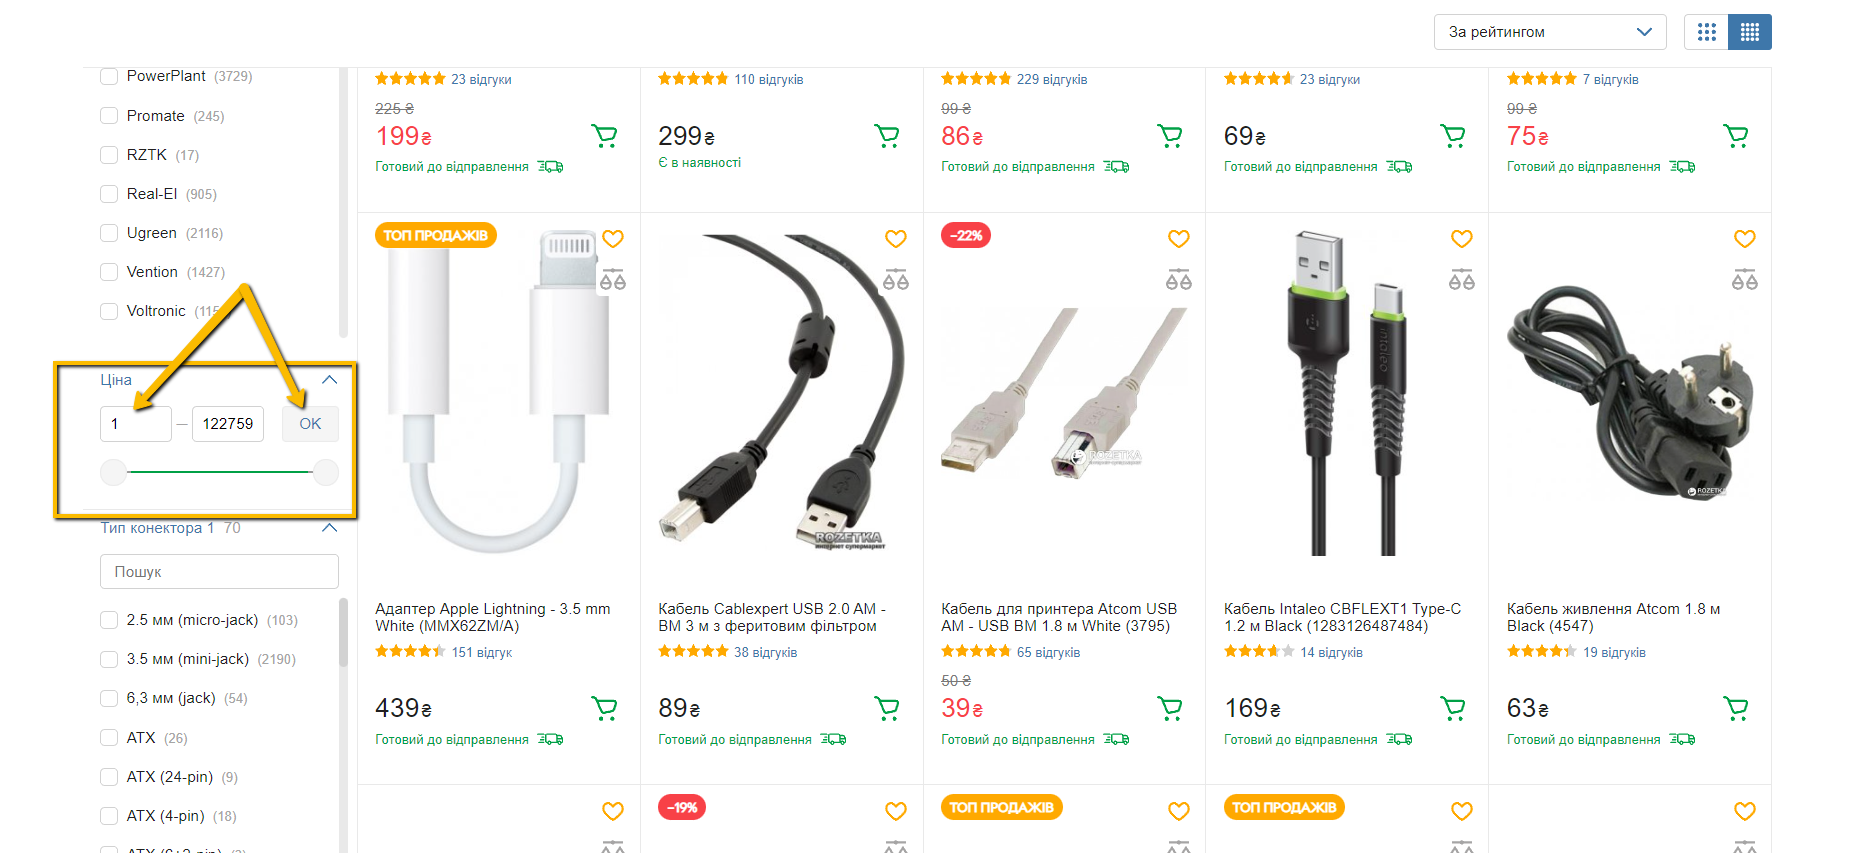 За рейтингом
PowerPlant (3729)
Promate (245)
RZTK (17)
Real-El (905)
Ugreen (2116)
Vention (1427)
Voltronic
Ціна
1 — 122759 OK
Тип конектора 1 70
Пошук
2.5 мм (micro-jack) (103)
3.5 мм (mini-jack) (2190)
6,3 мм (jack) (54)
ATX (26)
ATX (24-pin) (9)
ATX (4-pin) (18)
23 відгуки
225 ₴
199₴
Готовий до відправлення
110 відгуків
299₴
Є в наявності
229 відгуків
99 ₴
86₴
Готовий до відправлення
23 відгуки
69₴
Готовий до відправлення
7 відгуків
99 ₴
75₴
Готовий до відправлення
ТОП ПРОДАЖІВ
Адаптер Apple Lightning - 3.5 mm
White (MMX62ZM/A)
151 відгук
439₴
Готовий до відправлення
ROZETKA
интернет супермаркет
Кабель Cablexpert USB 2.0 AM -
BM 3 м з феритовим фільтром
38 відгуків
89₴
Готовий до відправлення
−22%
ROZETKA
интернет-супермаркет
Кабель для принтера Atcom USB
AM - USB BM 1.8 м White (3795)
65 відгуків
50 ₴
39₴
Готовий до відправлення
intaleo
Кабель Intaleo CBFLEXT1 Type-C
1.2 м Black (1283126487484)
14 відгуків
169₴
Готовий до відправлення
ROZETKA
Кабель живлення Atcom 1.8 м
Black (4547)
19 відгуків
63₴
Готовий до відправлення
−19%
ТОП ПРОДАЖІВ
ТОП ПРОДАЖІВ